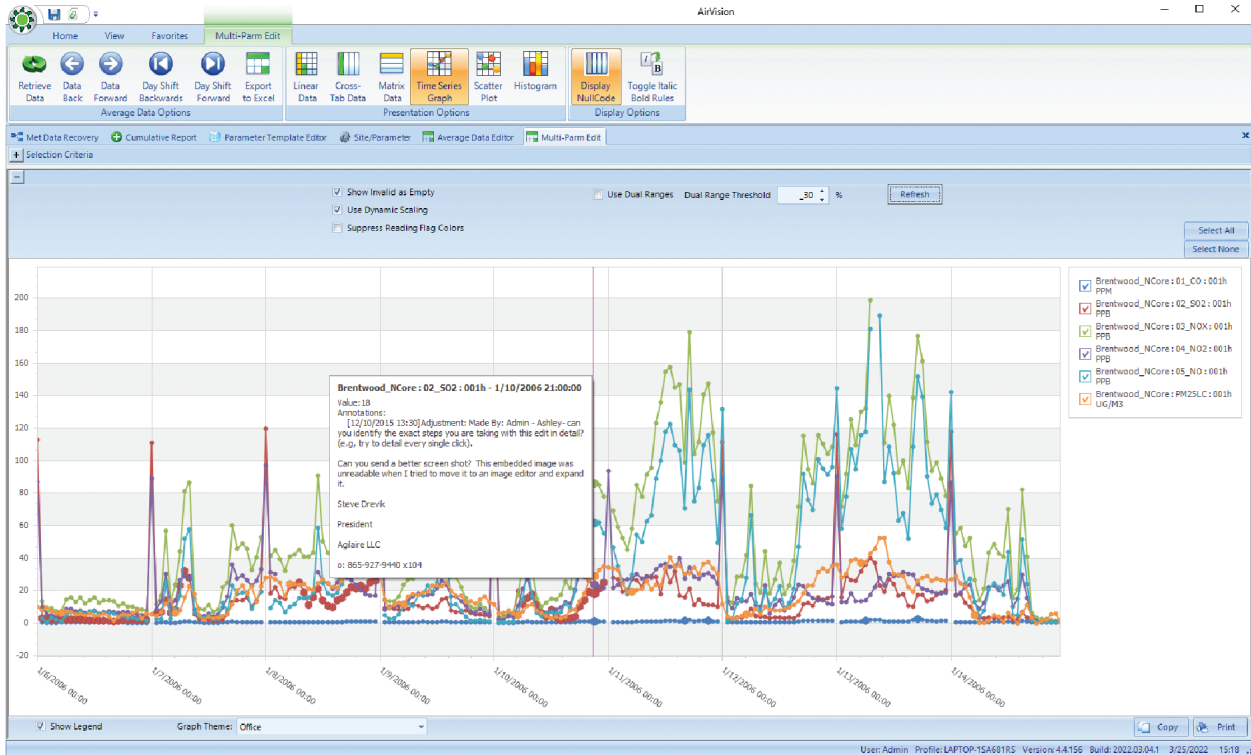 AirVision
Home View Favorites Multi-Parm Edit
Retrieve Data
Data Back
Data Forward
Day Shift Backwards
Day Shift Forward
Export to Excel
Linear Data
Cross-Tab Data
Matrix Data
Time Series Graph
Scatter Plot
Histogram
Display NullCode
Toggle Italic Bold Rules
Average Data Options
Presentation Options
Display Options
Met Data Recovery Cumulative Report Parameter Template Editor Site/Parameter Average Data Editor Multi-Parm Edit
Selection Criteria
Show Invalid as Empty
Use Dual Ranges Dual Range Threshold _30 % Refresh
Use Dynamic Scaling
Suppress Reading Flag Colors
Select All
Select None
200
180
160
140
120
100
80
60
40
20
0
-20
Brentwood_NCore : 02_SO2 : 001h - 1/10/2006 21:00:00
Value: 18
Annotations:
[12/10/2015 13:30]Adjustment: Made By: Admin - Ashley- can
you identify the exact steps you are taking with this edit in detail?
(e.g, try to detail every single click).
Can you send a better screen shot? This embedded image was
unreadable when I tried to move it to an image editor and expand
it.
Steve Drevik
President
Agilaire LLC
o: 865-927-9440 x104
Brentwood_NCore : 01_CO : 001h
PPM
Brentwood_NCore : 02_SO2 : 001h
PPB
Brentwood_NCore : 03_NOX : 001h
PPB
Brentwood_NCore : 04_NO2 : 001h
PPB
Brentwood_NCore : 05_NO : 001h
PPB
Brentwood_NCore : PM25LC : 001h
UG/M3
1/6/2006 00:00
1/7/2006 00:00
1/8/2006 00:00
1/9/2006 00:00
1/10/2006 00:00
1/11/2006 00:00
1/12/2006 00:00
1/13/2006 00:00
1/14/2006 00:00
Show Legend Graph Theme: Office Copy Print
User: Admin Profile: LAPTOP-1SA681RS Version: 4.4.156 Build: 2022.03.04.1 3/25/2022 15:18